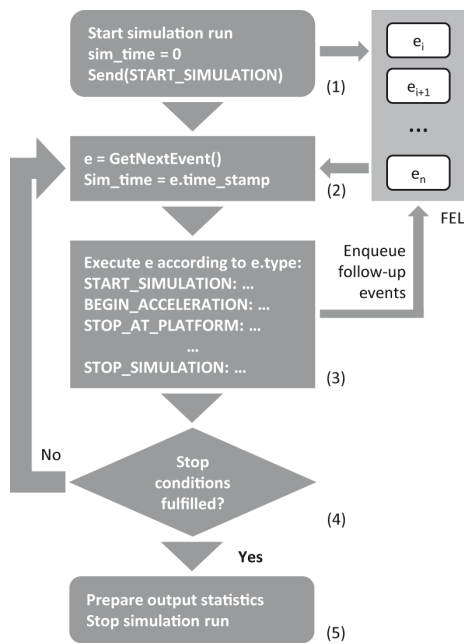 Start simulation run
sim_time = 0
Send(START_SIMULATION)
(1)
e = GetNextEvent()
Sim_time = e.time_stamp
(2)
Execute e according to e.type:
START_SIMULATION: ...
BEGIN_ACCELERATION: ...
STOP_AT_PLATFORM: ...
...
STOP_SIMULATION: ...
(3)
Stop
conditions
fulfilled?
(4)
No
Yes
Prepare output statistics
Stop simulation run
(5)
e_i
e_i+1
...
e_n
FEL
Enqueue
follow-up
events